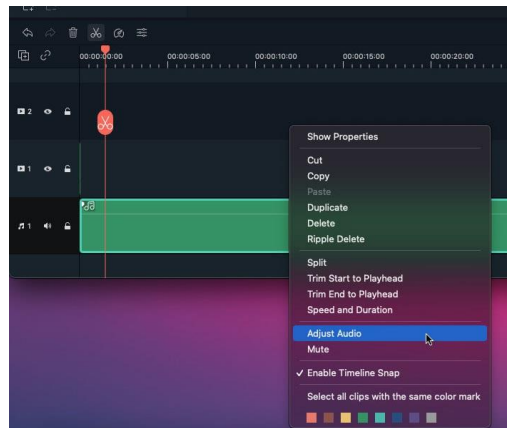 00:00:00:00 00:00:05:00 00:00:10:00 00:00:15:00 00:00:20:00
2
1
1
Show Properties
Cut
Copy
Paste
Duplicate
Delete
Ripple Delete
Split
Trim Start to Playhead
Trim End to Playhead
Speed and Duration
Adjust Audio
Mute
✓ Enable Timeline Snap
Select all clips with the same color mark